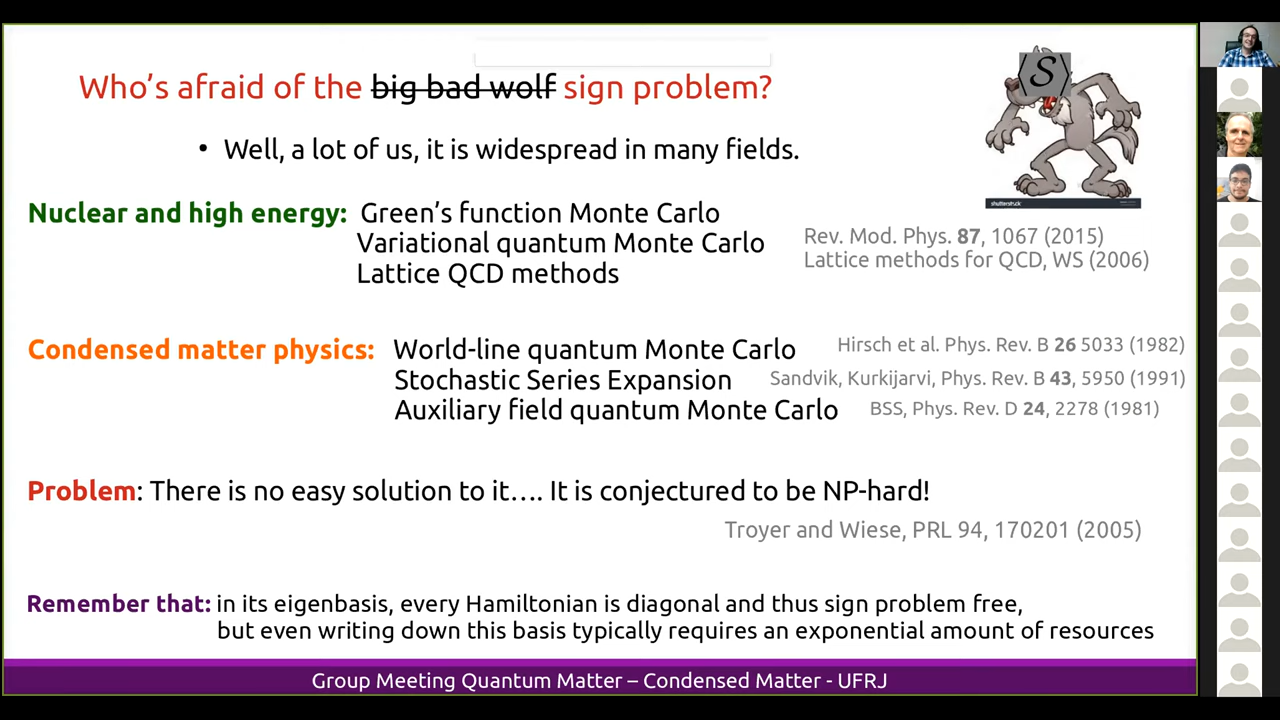 Who's afraid of the big bad wolf sign problem?
⟨S⟩
shutterstock
• Well, a lot of us, it is widespread in many fields.
Nuclear and high energy: Green's function Monte Carlo
Variational quantum Monte Carlo
Lattice QCD methods
Rev. Mod. Phys. 87, 1067 (2015)
Lattice methods for QCD, WS (2006)
Condensed matter physics: World-line quantum Monte Carlo
Hirsch et al. Phys. Rev. B 26 5033 (1982)
Stochastic Series Expansion
Sandvik, Kurkijarvi, Phys. Rev. B 43, 5950 (1991)
Auxiliary field quantum Monte Carlo
BSS, Phys. Rev. D 24, 2278 (1981)
Problem: There is no easy solution to it.... It is conjectured to be NP-hard!
Troyer and Wiese, PRL 94, 170201 (2005)
Remember that: in its eigenbasis, every Hamiltonian is diagonal and thus sign problem free,
but even writing down this basis typically requires an exponential amount of resources
Group Meeting Quantum Matter – Condensed Matter - UFRJ